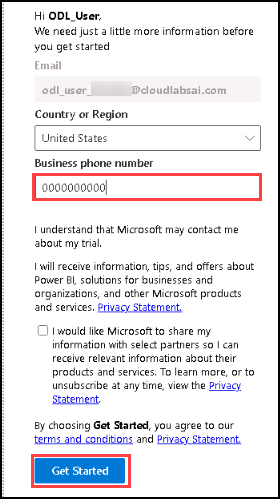 Hi ODL_User,
We need just a little more information before
you get started
Email
odl_user_ @cloudlabsai.com
Country or Region
United States
Business phone number
0000000000
I understand that Microsoft may contact me
about my trial.
I will receive information, tips, and offers about
Power BI, solutions for businesses and
organizations, and other Microsoft products
and services. Privacy Statement.
I would like Microsoft to share my
information with select partners so I can
receive relevant information about their
products and services. To learn more, or to
unsubscribe at any time, view the Privacy
Statement.
By choosing Get Started, you agree to our
terms and conditions and Privacy Statement.
Get Started